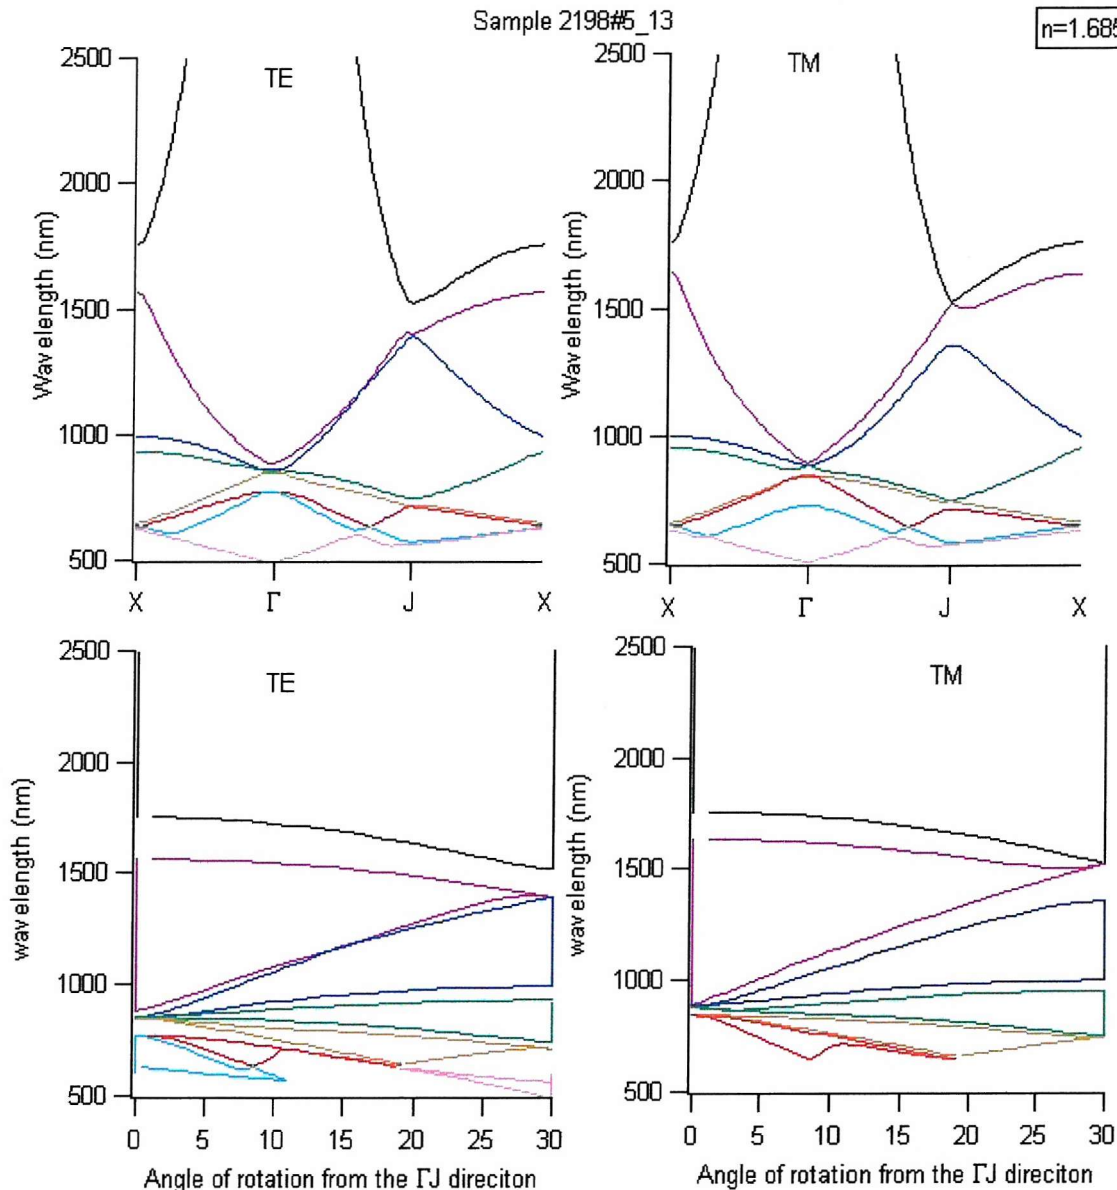 Sample 2198#5_13
n=1.685
TE
TM
2500
2000
1500
1000
500
Wavelength (nm)
X Γ J X
2500
2000
1500
1000
500
Wavelength (nm)
X Γ J X
TE
TM
2500
2000
1500
1000
500
wavelength (nm)
0 5 10 15 20 25 30
Angle of rotation from the ΓJ direciton
2500
2000
1500
1000
500
wavelength (nm)
0 5 10 15 20 25 30
Angle of rotation from the ΓJ direciton